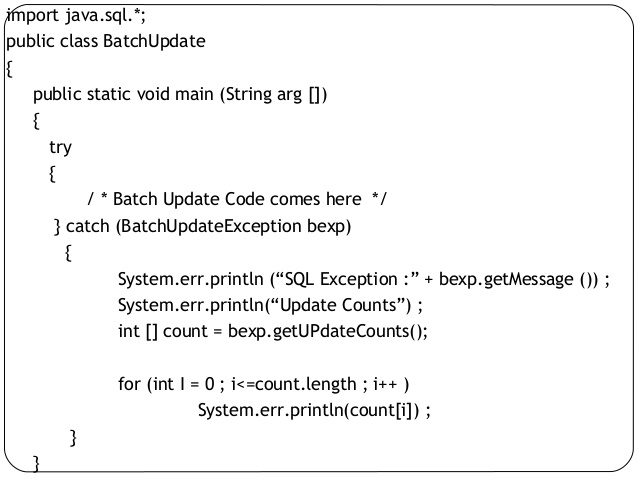 import java.sql.*;
public class BatchUpdate
{
public static void main (String arg [])
{
try
{
/ * Batch Update Code comes here */
} catch (BatchUpdateException bexp)
{
System.err.println (“SQL Exception :” + bexp.getMessage ()) ;
System.err.println(“Update Counts”) ;
int [] count = bexp.getUPdateCounts();
for (int I = 0 ; i<=count.length ; i++ )
System.err.println(count[i]) ;
}
}